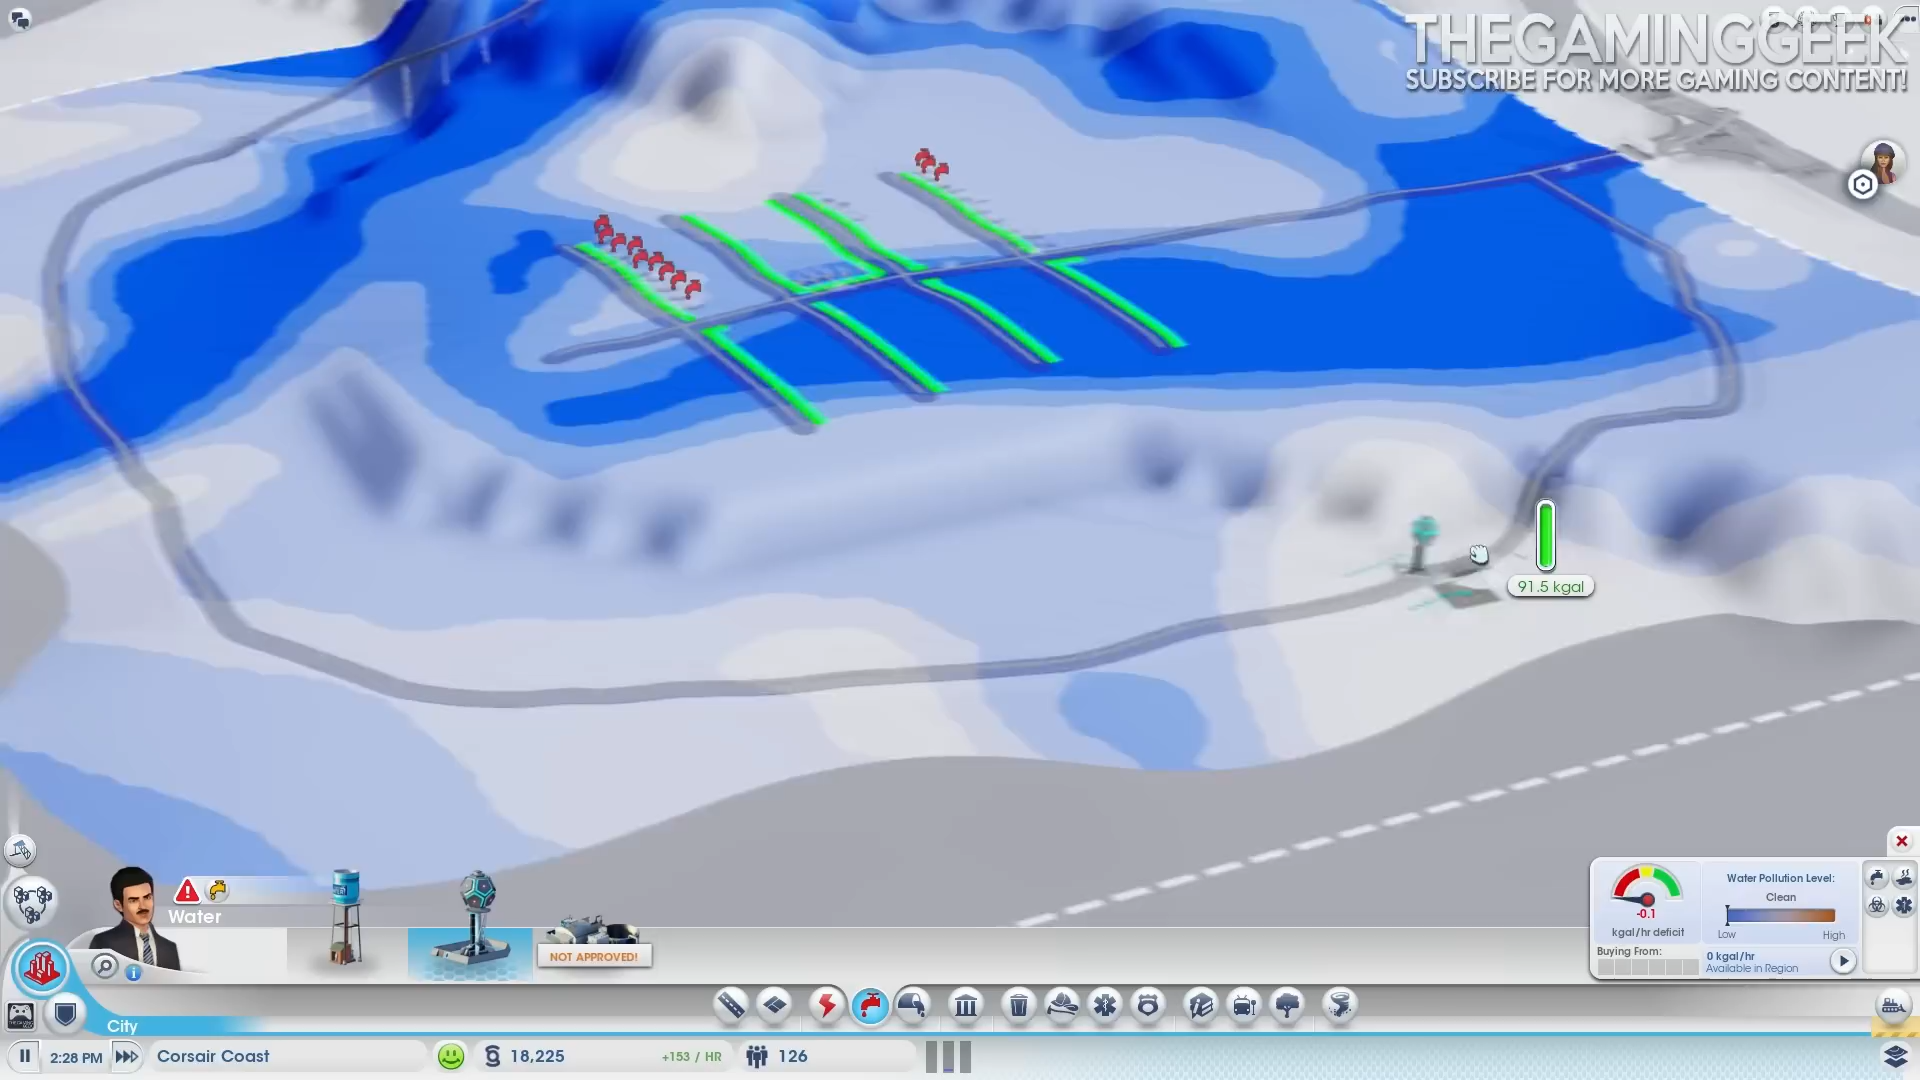 THEGAMINGGEEK
SUBSCRIBE FOR MORE GAMING CONTENT!
91.5 kgal
Water
NOT APPROVED!
-0.1
kgal/hr deficit
Water Pollution Level:
Clean
Low
High
Buying From:
0 kgal/hr
Available in Region
City
2:28 PM
Corsair Coast
18,225
+153 / HR
126